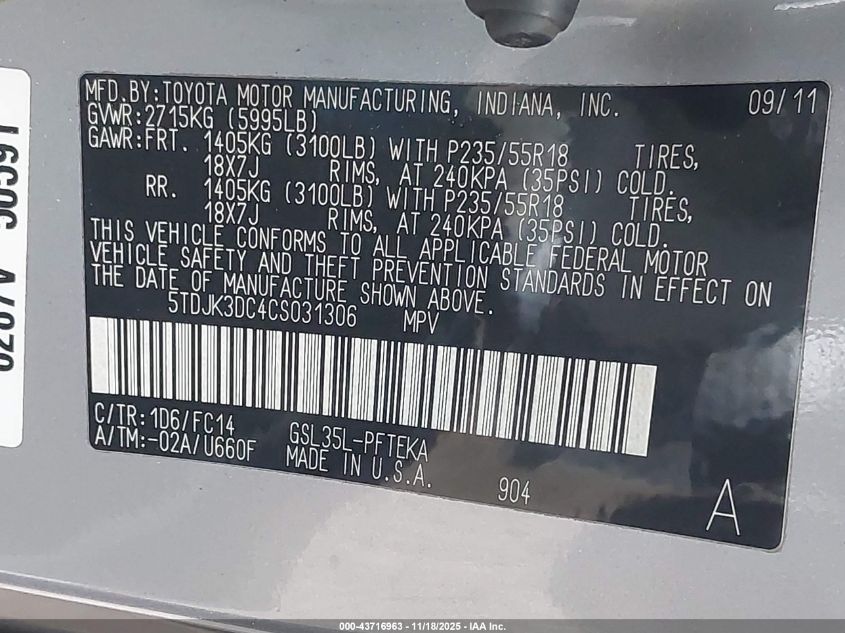 MFD.BY:TOYOTA MOTOR MANUFACTURING, INDIANA, INC. 09/11
GVWR:2715KG (5995LB)
GAWR:FRT. 1405KG (3100LB) WITH P235/55R18 TIRES,
18X7J RIMS, AT 240KPA (35PSI) COLD.
RR. 1405KG (3100LB) WITH P235/55R18 TIRES,
18X7J RIMS, AT 240KPA (35PSI) COLD.
THIS VEHICLE CONFORMS TO ALL APPLICABLE FEDERAL MOTOR
VEHICLE SAFETY AND THEFT PREVENTION STANDARDS IN EFFECT ON
THE DATE OF MANUFACTURE SHOWN ABOVE.
5TDJK3DC4CS031306 MPV
C/TR:1D6/FC14
A/TM:-02A/U660F
GSL35L-PFTEKA
MADE IN U.S.A.
904
A
000-43716963 - 11/18/2025 - IAA Inc.